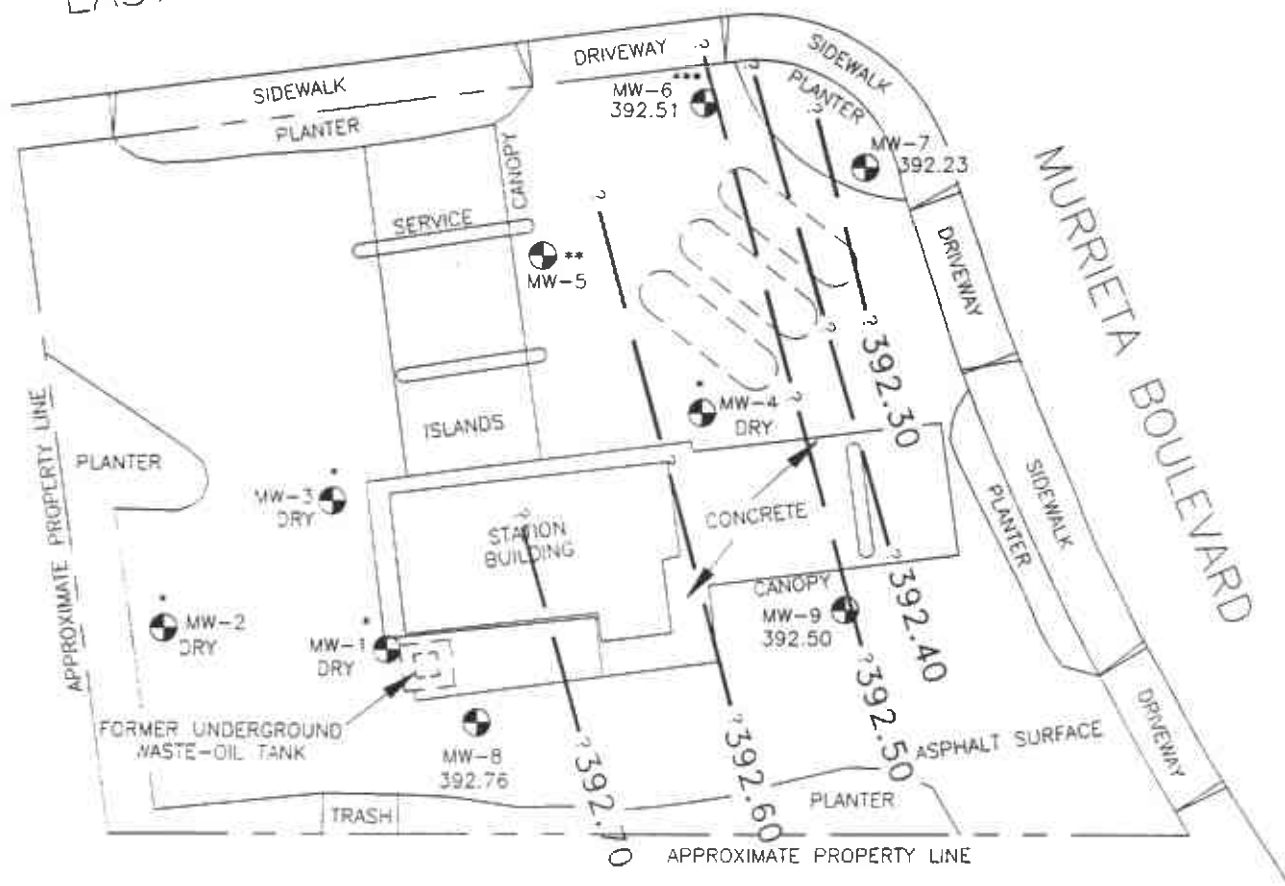 EAST
DRIVEWAY
SIDEWALK
SIDEWALK
PLANTER
PLANTER
***
MW-6
392.51
MW-7
392.23
CANOPY
SERVICE
**
MW-5
ISLANDS
MURRIETA BOULEVARD
DRIVEWAY
? 392.30
*
MW-4
DRY
PLANTER
APPROXIMATE PROPERTY LINE
*
MW-3
DRY
STATION
BUILDING
CONCRETE
SIDEWALK
PLANTER
*
MW-2
DRY
*
MW-1
DRY
CANOPY
MW-9
392.50
? 392.40
? 392.50
? 392.60
? 392.70
FORMER UNDERGROUND
WASTE-OIL TANK
MW-8
392.76
ASPHALT SURFACE
DRIVEWAY
PLANTER
TRASH
APPROXIMATE PROPERTY LINE